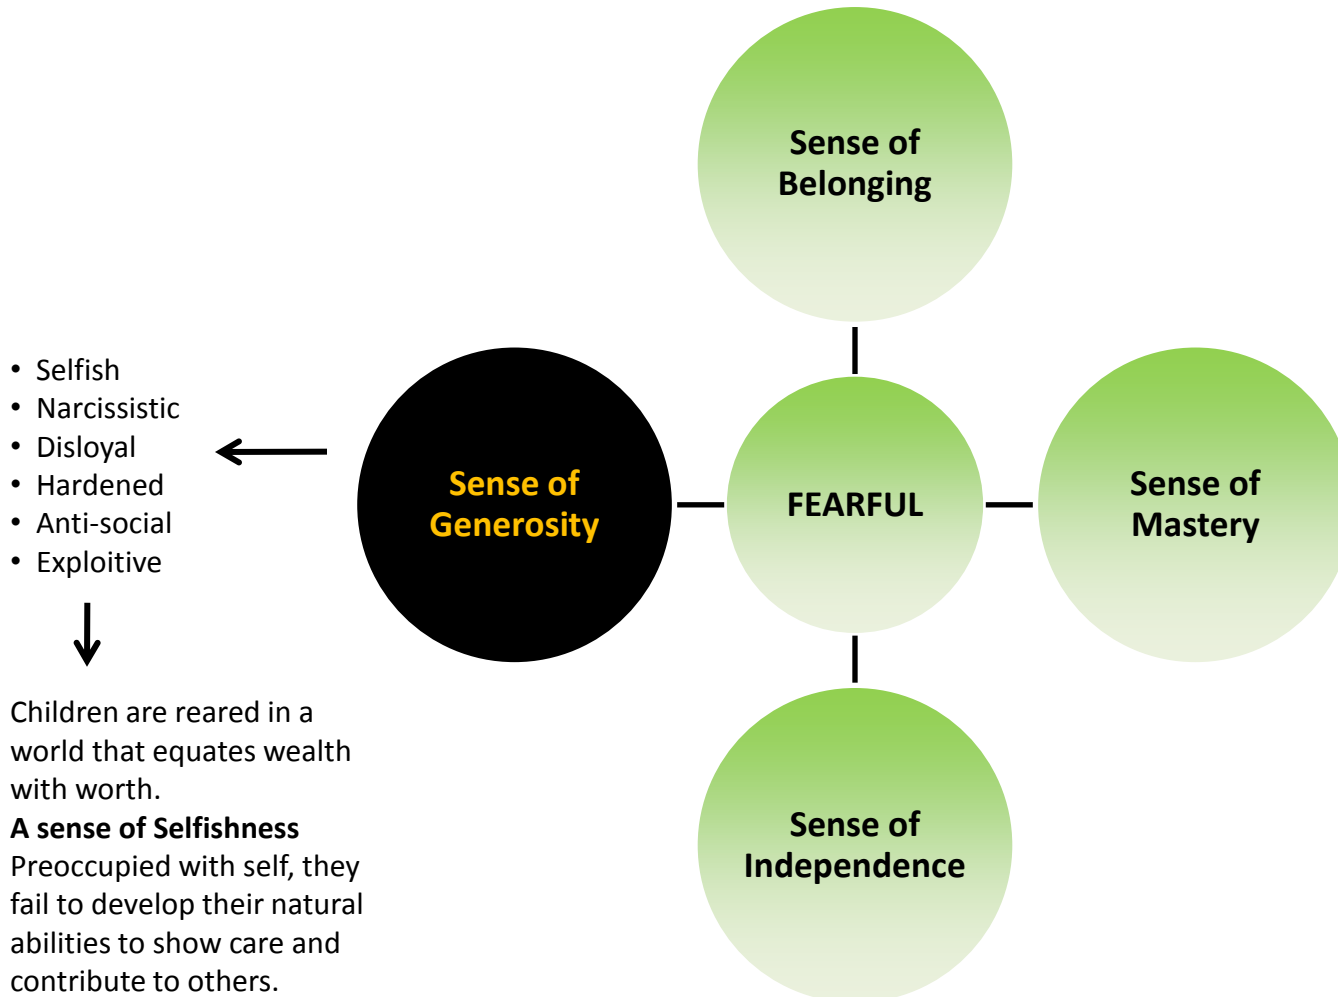 Sense of
Belonging
• Selfish
• Narcissistic
• Disloyal
• Hardened
• Anti-social
• Exploitive
Sense of
Generosity
FEARFUL
Sense of
Mastery
Children are reared in a
world that equates wealth
with worth.
A sense of Selfishness
Preoccupied with self, they
fail to develop their natural
abilities to show care and
contribute to others.
Sense of
Independence